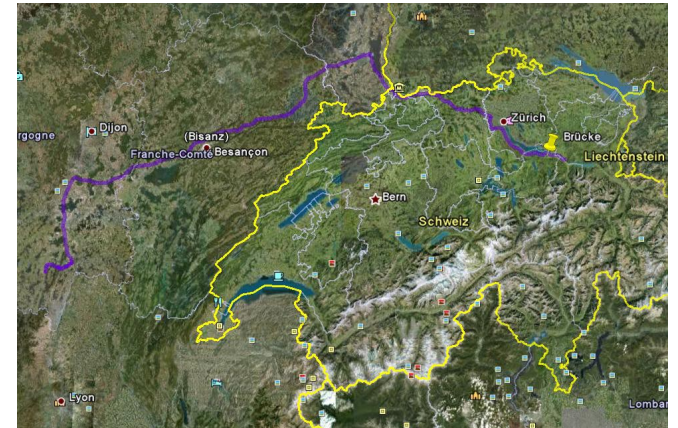 Zürich
Dijon
rgogne
(Bisanz)
Brücke
Franche-Comté
Besançon
Liechtenstein
Bern
Schweiz
Lyon
Lombar